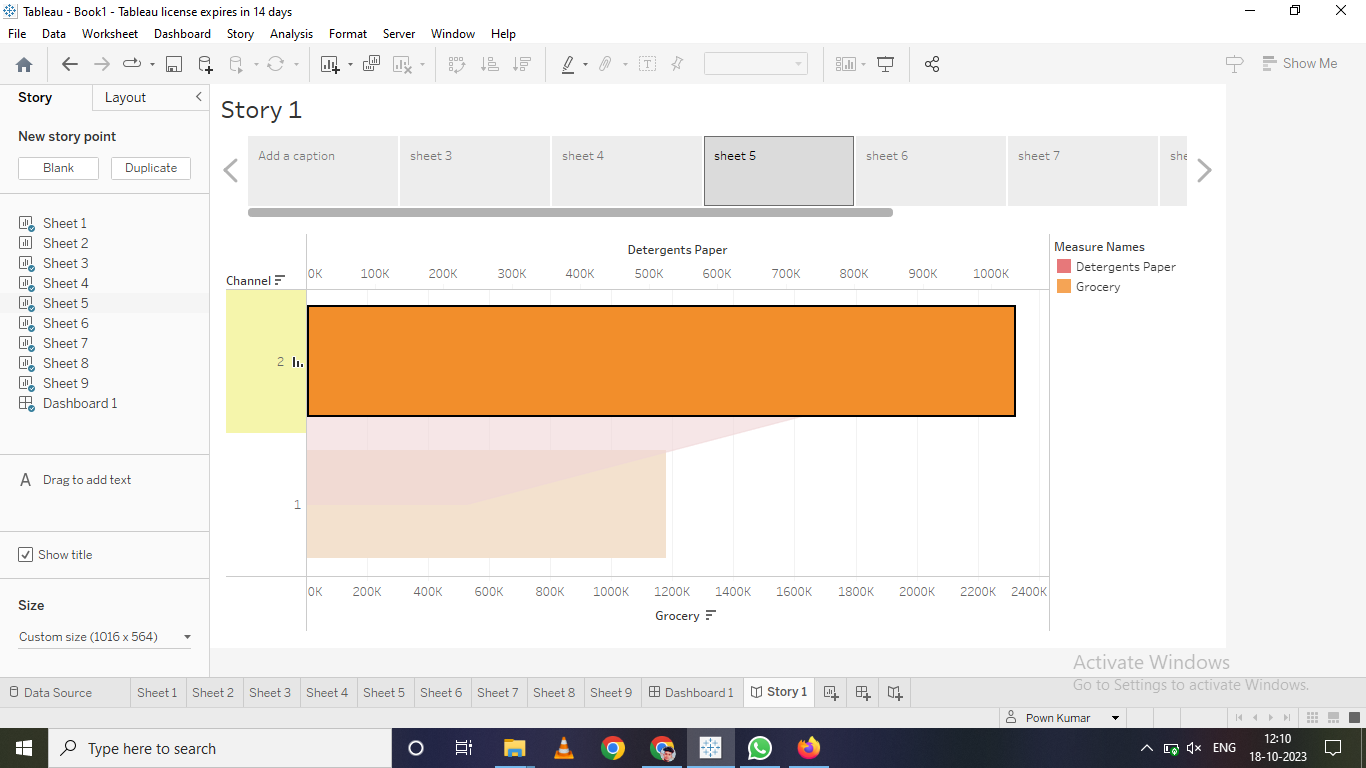 Tableau - Book1 - Tableau license expires in 14 days
File Data Worksheet Dashboard Story Analysis Format Server Window Help
Show Me
Story Layout
New story point
Blank Duplicate
Sheet 1
Sheet 2
Sheet 3
Sheet 4
Sheet 5
Sheet 6
Sheet 7
Sheet 8
Sheet 9
Dashboard 1
A Drag to add text
Show title
Size
Custom size (1016 x 564)
Story 1
Add a caption sheet 3 sheet 4 sheet 5 sheet 6 sheet 7 she
Detergents Paper
Channel 0K 100K 200K 300K 400K 500K 600K 700K 800K 900K 1000K
2
1
0K 200K 400K 600K 800K 1000K 1200K 1400K 1600K 1800K 2000K 2200K 2400K
Grocery
Measure Names
Detergents Paper
Grocery
Activate Windows
Go to Settings to activate Windows.
Data Source Sheet 1 Sheet 2 Sheet 3 Sheet 4 Sheet 5 Sheet 6 Sheet 7 Sheet 8 Sheet 9 Dashboard 1 Story 1
Pown Kumar
Type here to search
ENG 12:10
18-10-2023